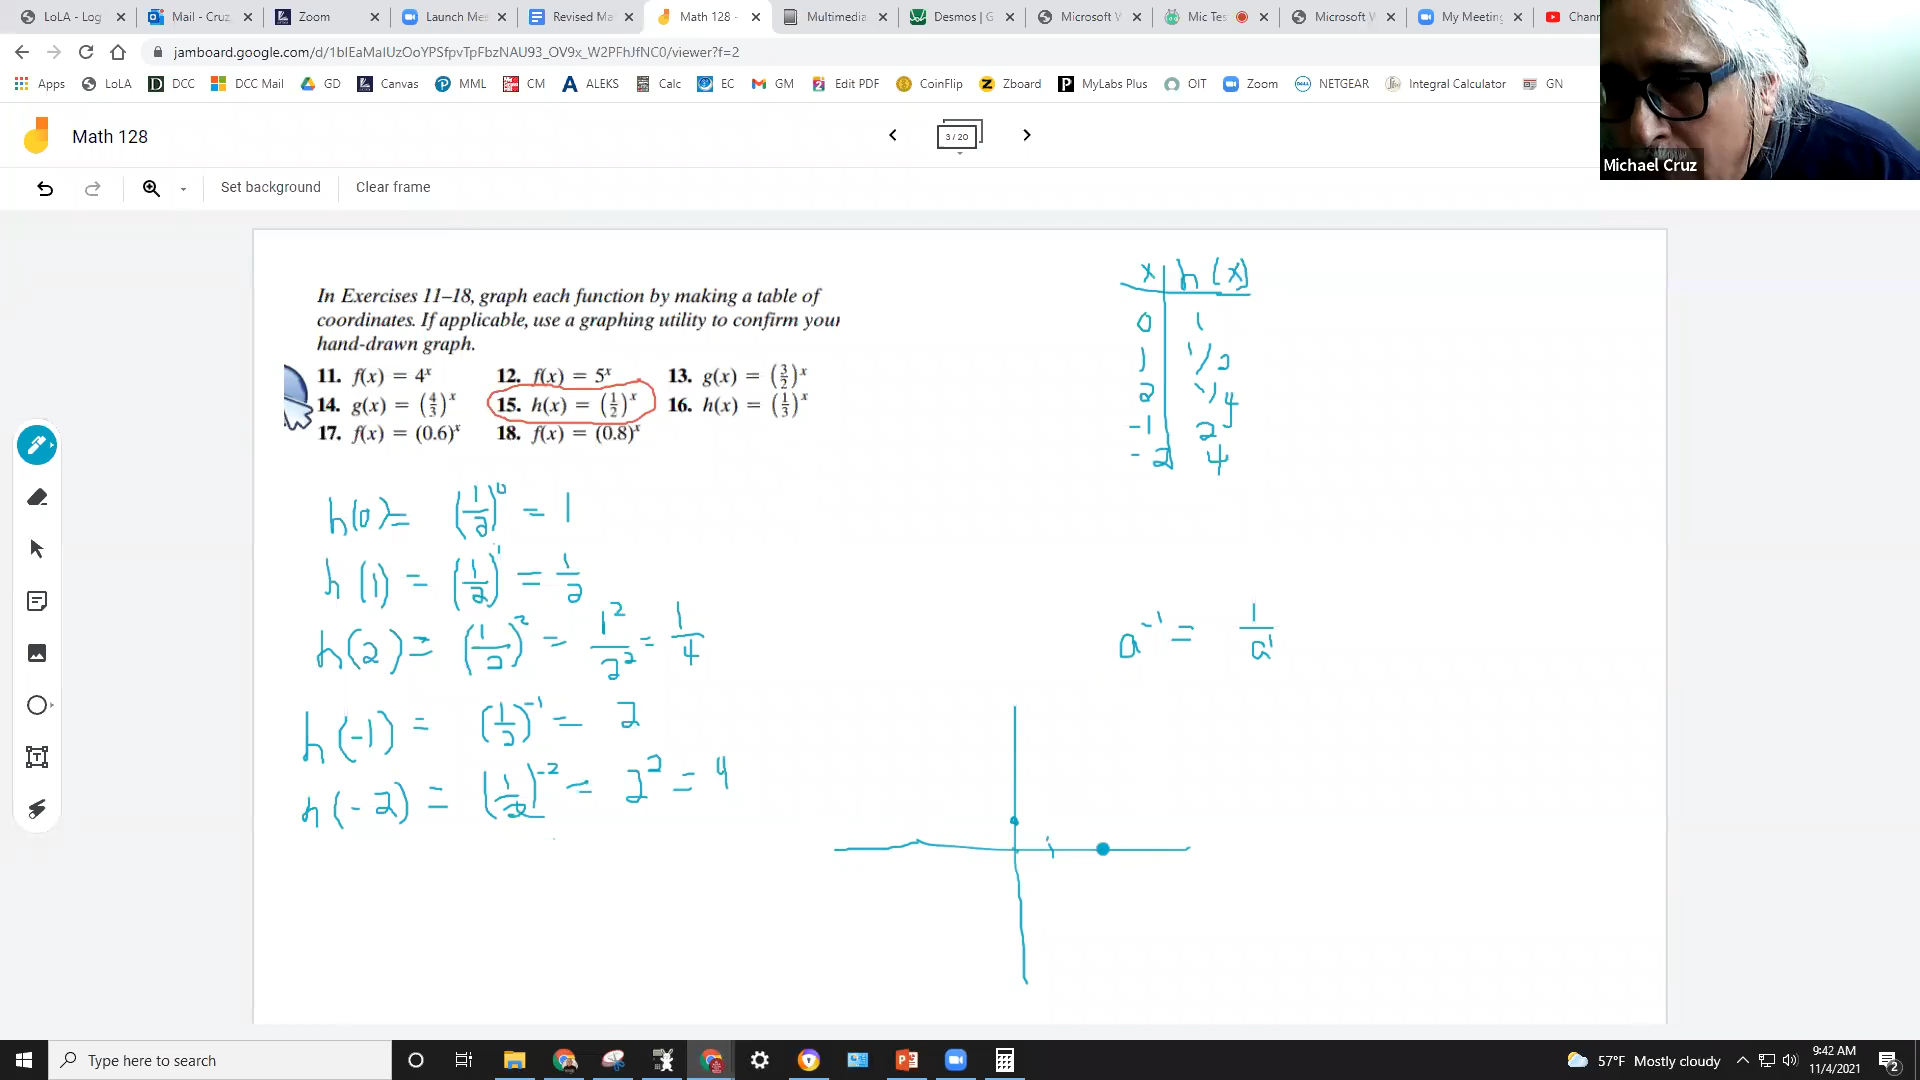 LoLA - Log
Mail - Cruz,
Zoom
Launch Me
Revised Ma
Math 128 -
Multimedia
Desmos | G
Microsoft V
Mic Tes
Microsoft W
My Meeting
Chann
jamboard.google.com/d/1blEaMalUzOoYPSfpvTpFbzNAU93_OV9x_W2PFhJfNC0/viewer?f=2
Apps LoLA DCC DCC Mail GD Canvas MML CM ALEKS Calc EC GM Edit PDF CoinFlip Zboard MyLabs Plus OIT Zoom NETGEAR Integral Calculator GN
Michael Cruz
Math 128
3 / 20
Set background Clear frame
In Exercises 11–18, graph each function by making a table of
coordinates. If applicable, use a graphing utility to confirm your
hand-drawn graph.
11. f(x) = 4^x 12. f(x) = 5^x 13. g(x) = (3/2)^x
14. g(x) = (4/3)^x 15. h(x) = (1/2)^x 16. h(x) = (1/3)^x
17. f(x) = (0.6)^x 18. f(x) = (0.8)^x
x | h(x)
0 | 1
1 | 1/2
2 | 1/4
-1 | 2
-2 | 4
h(0) = (1/2)^0 = 1
h(1) = (1/2)^1 = 1/2
h(2) = (1/2)^2 = 1^2/2^2 = 1/4
h(-1) = (1/2)^-1 = 2
h(-2) = (1/2)^-2 = 2^2 = 4
a^-1 = 1/a^1
Type here to search
57°F Mostly cloudy
9:42 AM
11/4/2021
2